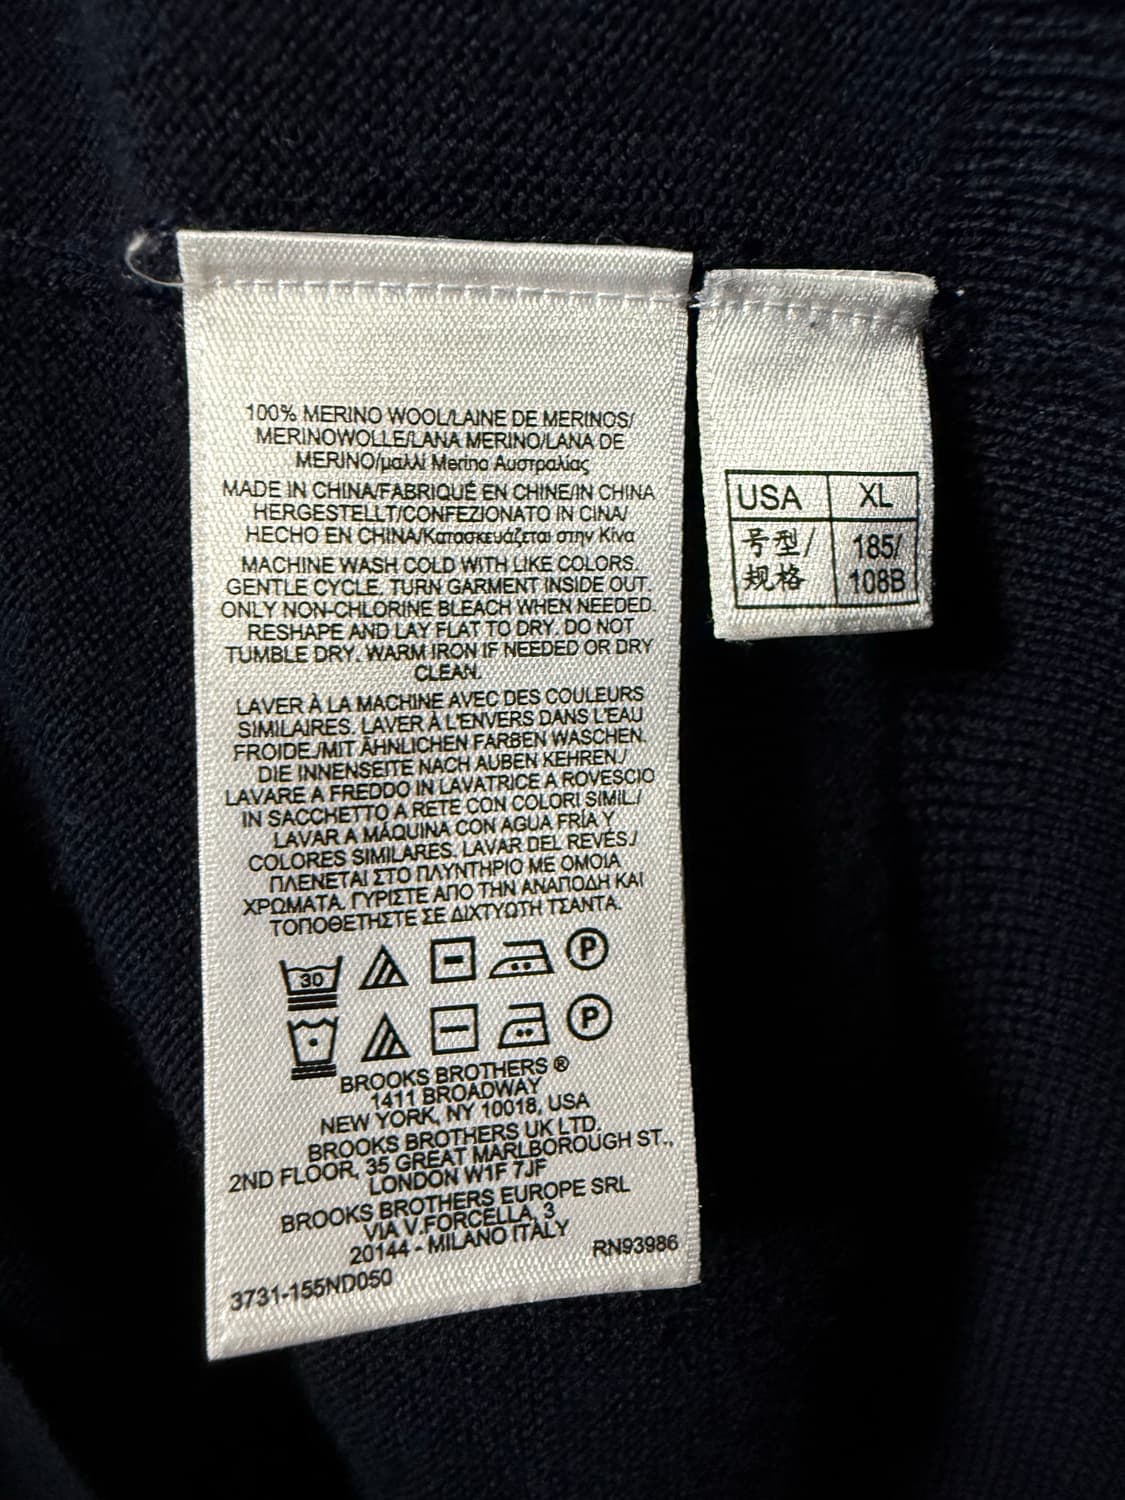 100% MERINO WOOL/LAINE DE MERINOS/
MERINOWOLLE/LANA MERINO/LANA DE
MERINO/μαλλί Merino Αυστραλίας
MADE IN CHINA/FABRIQUÉ EN CHINE/IN CHINA
HERGESTELLT/CONFEZIONATO IN CINA/
HECHO EN CHINA/Κατασκευάζεται στην Κίνα
MACHINE WASH COLD WITH LIKE COLORS.
GENTLE CYCLE. TURN GARMENT INSIDE OUT.
ONLY NON-CHLORINE BLEACH WHEN NEEDED.
RESHAPE AND LAY FLAT TO DRY. DO NOT
TUMBLE DRY. WARM IRON IF NEEDED OR DRY
CLEAN.
LAVER À LA MACHINE AVEC DES COULEURS
SIMILAIRES. LAVER À L'ENVERS DANS L'EAU
FROIDE./MIT ÄHNLICHEN FARBEN WASCHEN.
DIE INNENSEITE NACH AUBEN KEHREN./
LAVARE A FREDDO IN LAVATRICE A ROVESCIO
IN SACCHETTO A RETE CON COLORI SIMIL./
LAVAR A MÁQUINA CON AGUA FRÍA Y
COLORES SIMILARES. LAVAR DEL REVÉS./
ΠΛΕΝΕΤΑΙ ΣΤΟ ΠΛΥΝΤΗΡΙΟ ΜΕ ΟΜΟΙΑ
ΧΡΩΜΑΤΑ. ΓΥΡΙΣΤΕ ΑΠΟ ΤΗΝ ΑΝΑΠΟΔΗ ΚΑΙ
ΤΟΠΟΘΕΤΗΣΤΕ ΣΕ ΔΙΧΤΥΩΤΗ ΤΣΑΝΤΑ.
30 P
P
BROOKS BROTHERS ®
1411 BROADWAY
NEW YORK, NY 10018, USA
BROOKS BROTHERS UK LTD.
2ND FLOOR, 35 GREAT MARLBOROUGH ST.,
LONDON W1F 7JF
BROOKS BROTHERS EUROPE SRL
VIA V.FORCELLA, 3
20144 - MILANO ITALY
RN93986
3731-155ND050
USA XL
号型/ 185/
规格 108B